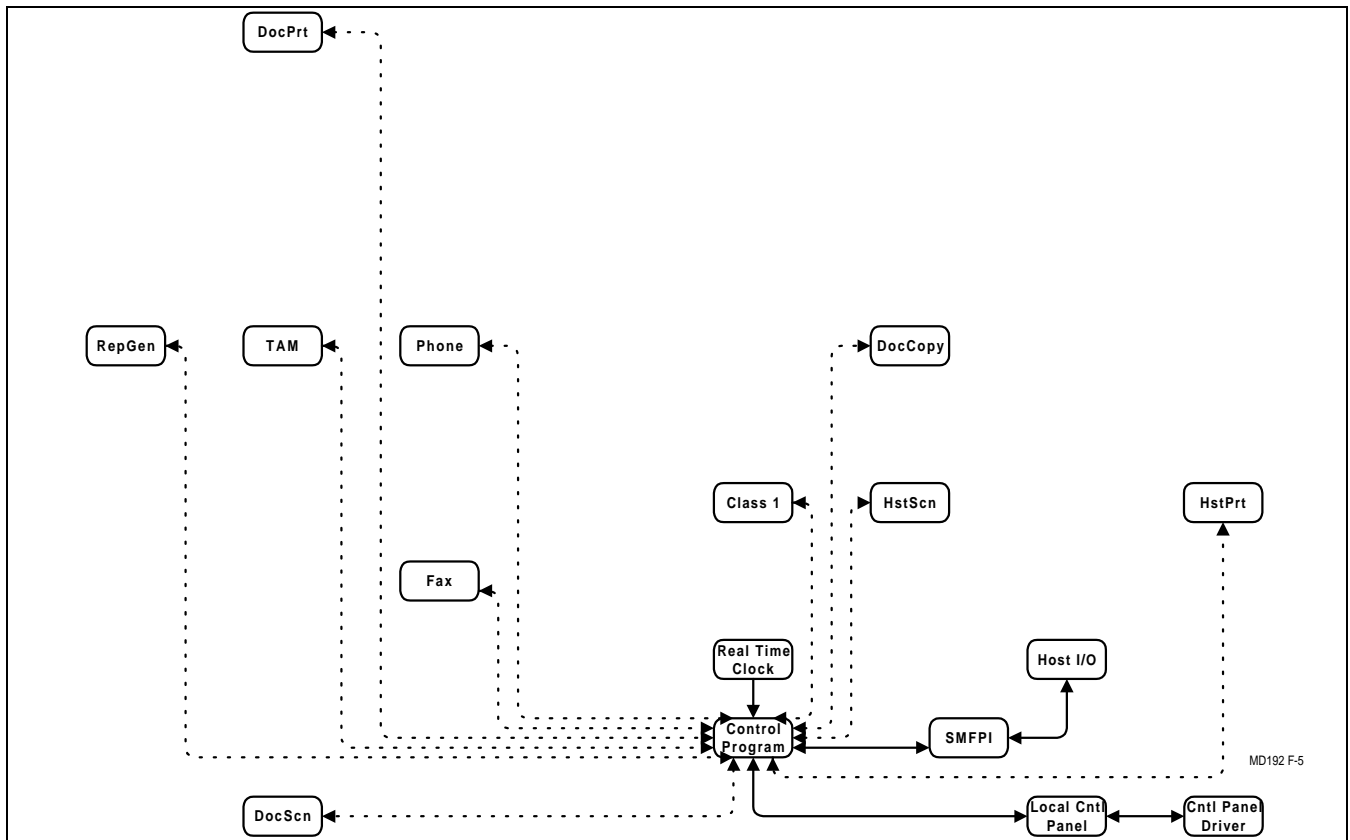 DocPrt
RepGen
TAM
Phone
DocCopy
Class 1
HstScn
HstPrt
Fax
Real Time
Clock
Host I/O
Control
Program
SMFPI
MD192 F-5
DocScn
Local Cntl
Panel
Cntl Panel
Driver